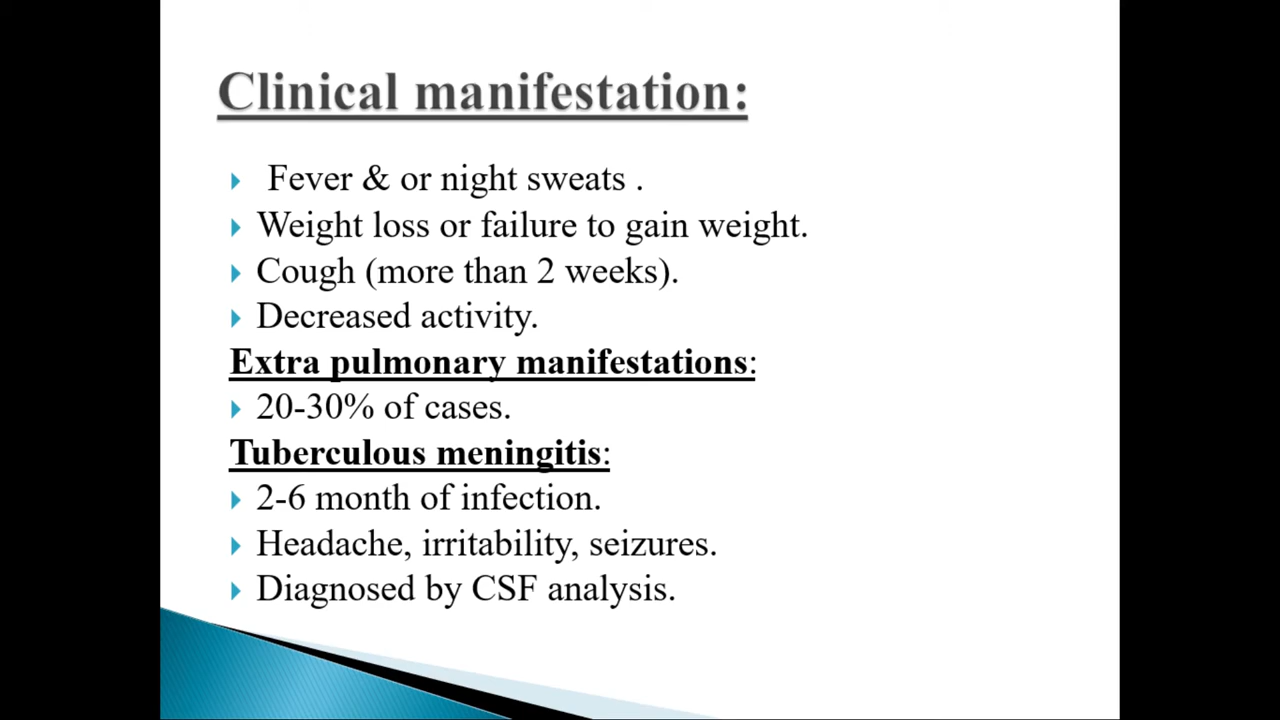 Clinical manifestation:
Fever & or night sweats .
Weight loss or failure to gain weight.
Cough (more than 2 weeks).
Decreased activity.
Extra pulmonary manifestations:
20-30% of cases.
Tuberculous meningitis:
2-6 month of infection.
Headache, irritability, seizures.
Diagnosed by CSF analysis.